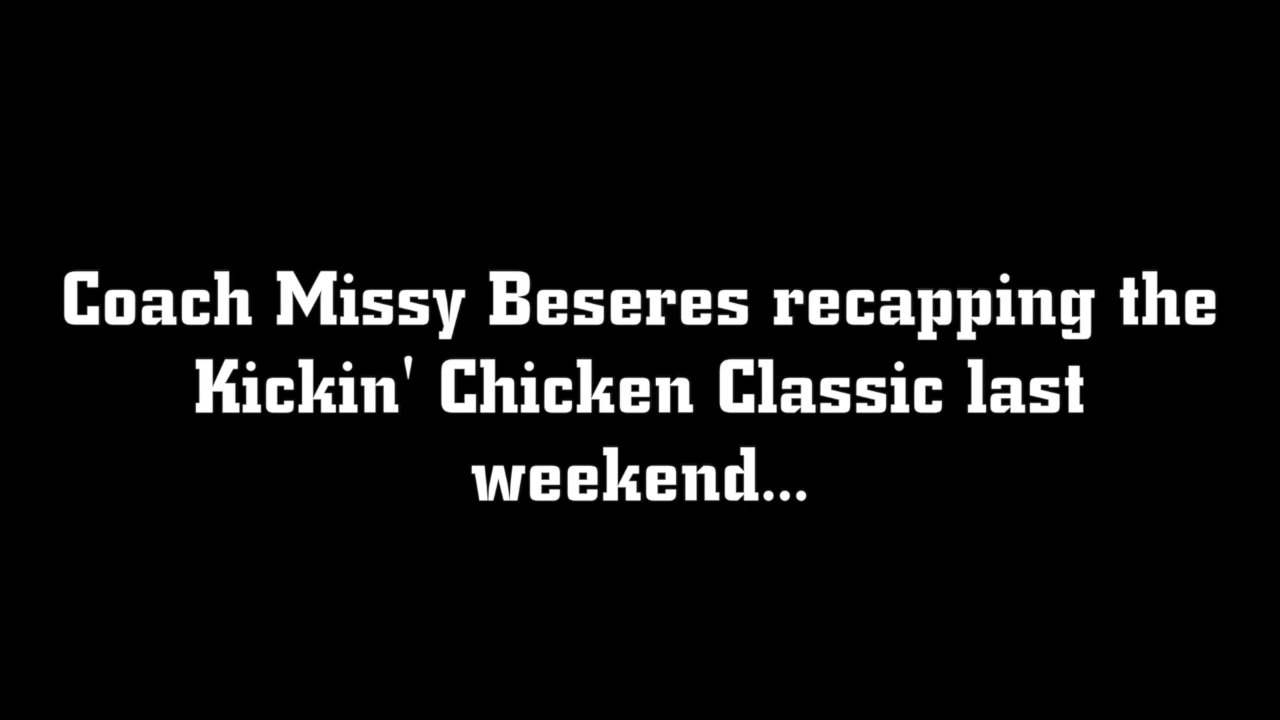 Coach Missy Beseres recapping the
Kickin' Chicken Classic last
weekend...